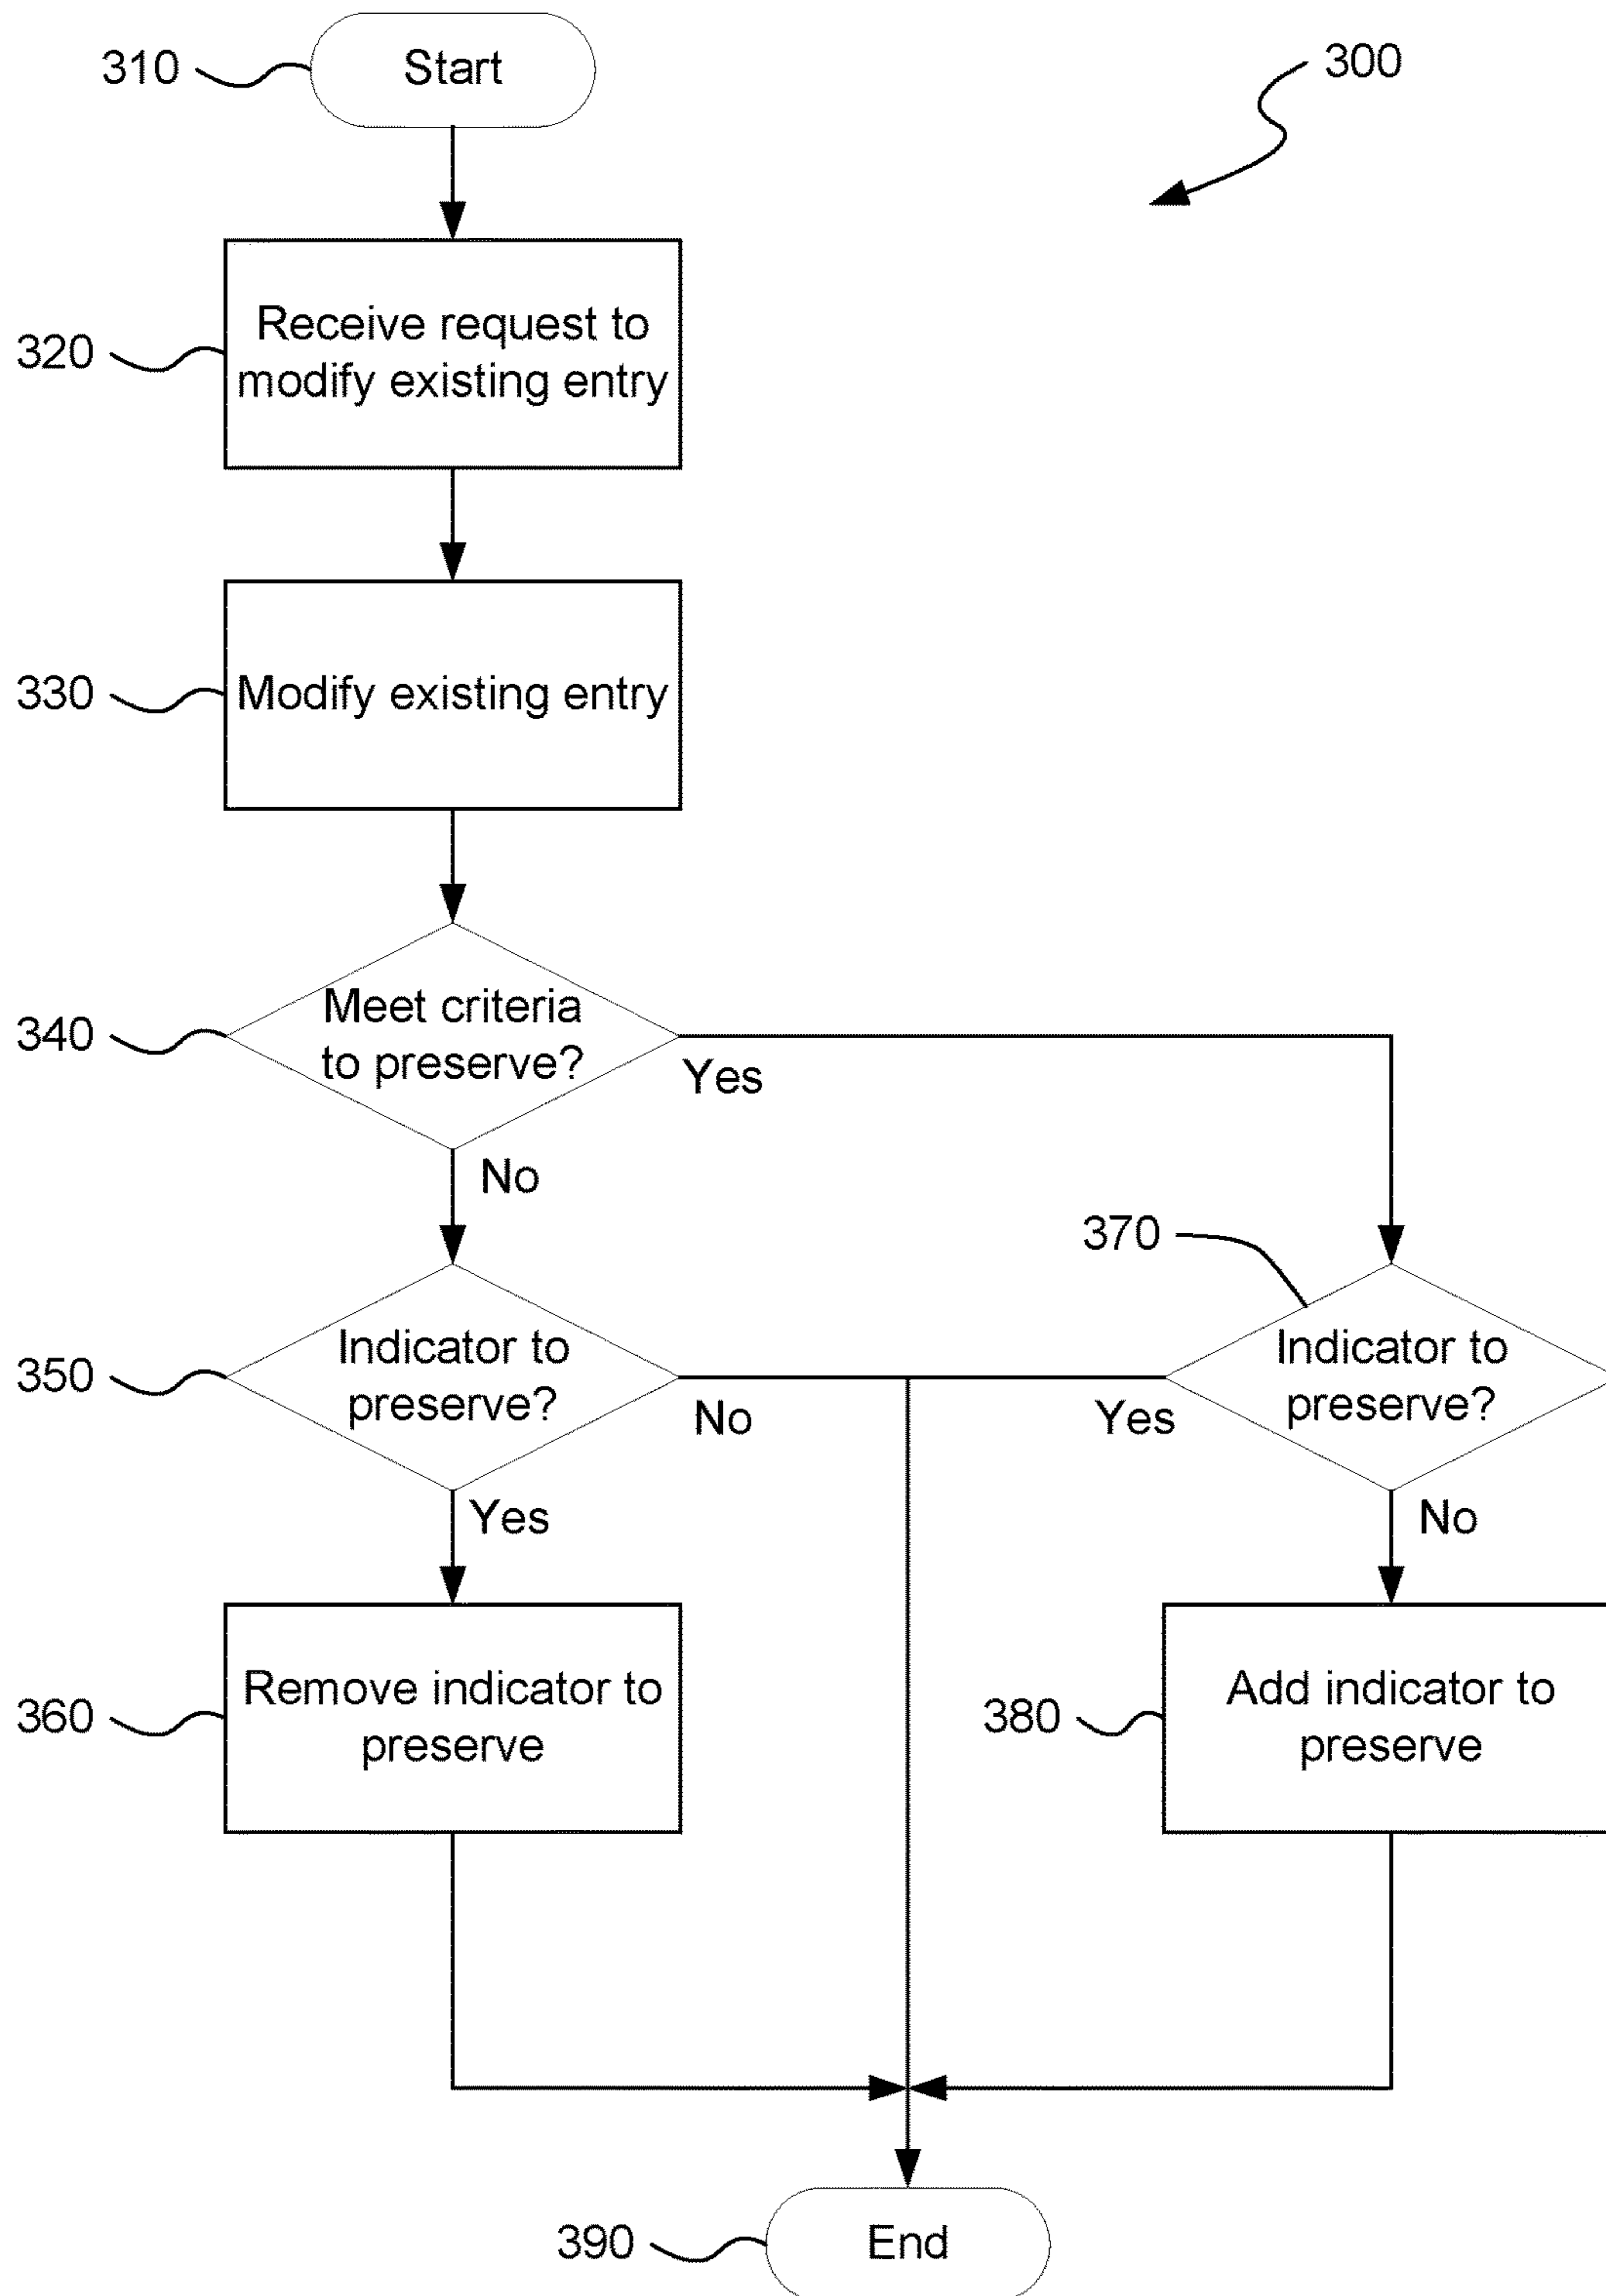 310
Start
300
320
Receive request to
modify existing entry
330
Modify existing entry
340
Meet criteria
to preserve?
Yes
No
370
350
Indicator to
preserve?
No
Yes
Indicator to
preserve?
Yes
No
360
Remove indicator to
preserve
380
Add indicator to
preserve
390
End